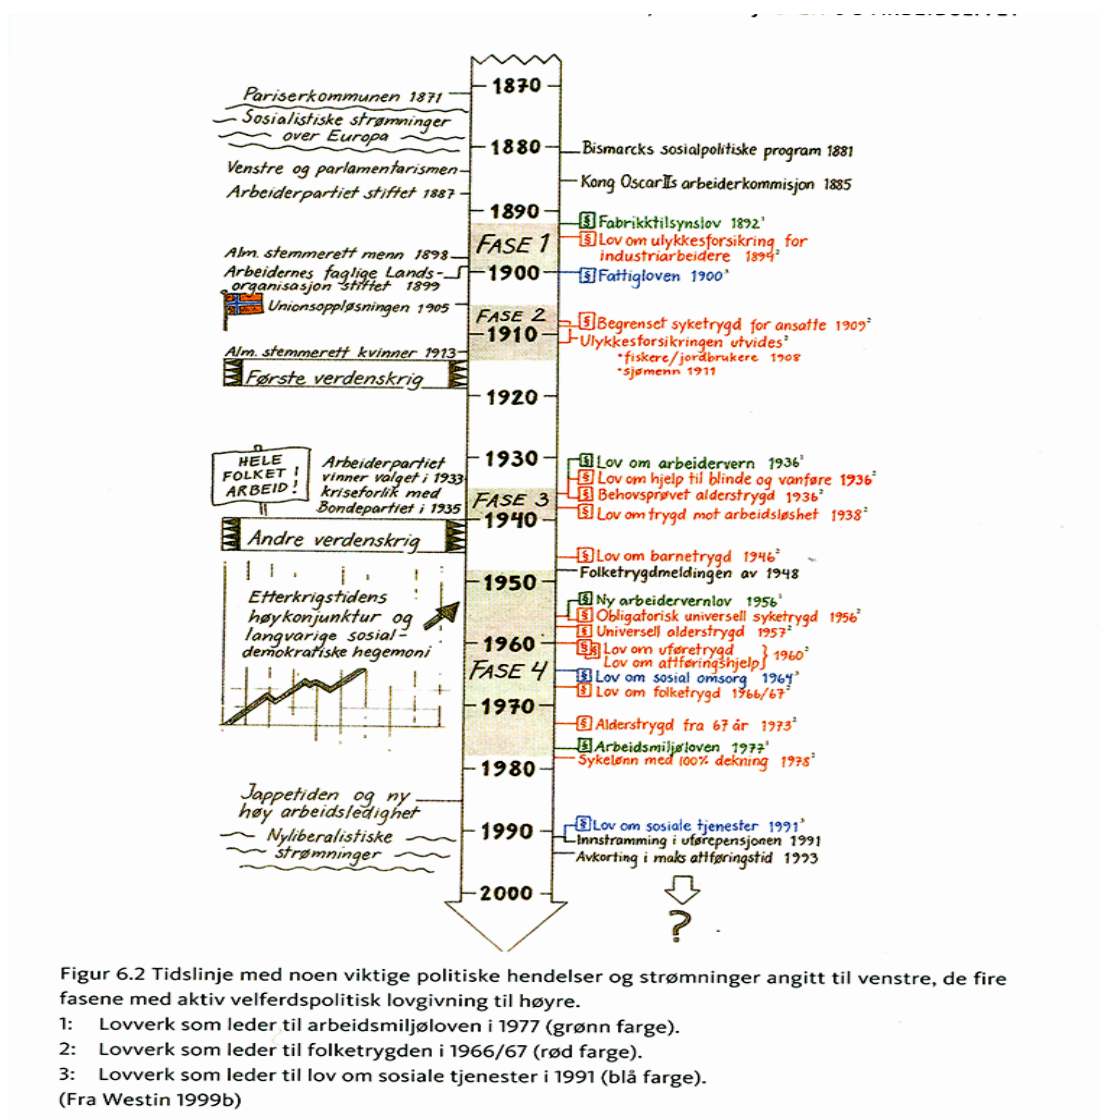 1870
Pariserkommunen 1871
Sosialistiske strømninger
over Europa
1880
Bismarcks sosialpolitiske program 1881
Venstre og parlamentarismen
Kong Oscar IIs arbeiderkommisjon 1885
Arbeiderpartiet stiftet 1887
1890
§ Fabrikktilsynslov 1892¹
FASE 1
§ Lov om ulykkesforsikring for
industriarbeidere 1894²
Alm. stemmerett menn 1898
Arbeidernes faglige Lands-
organisasjon stiftet 1899
1900
§ Fattigloven 1900³
Unionsoppløsningen 1905
FASE 2
§ Begrenset syketrygd for ansatte 1909²
1910
Ulykkesforsikringen utvides²
*fiskere/jordbrukere 1908
*sjømenn 1911
Alm. stemmerett kvinner 1913
Første verdenskrig
1920
1930
HELE
FOLKET !
ARBEID !
Arbeiderpartiet
vinner valget i 1933
kriseforlik med
Bondepartiet i 1935
§ Lov om arbeidervern 1936¹
§ Lov om hjelp til blinde og vanføre 1936²
§ Behovsprøvet alderstrygd 1936²
FASE 3
§ Lov om trygd mot arbeidsløshet 1938²
1940
Andre verdenskrig
§ Lov om barnetrygd 1946²
Folketrygdmeldingen av 1948
1950
Etterkrigstidens
høykonjunktur og
langvarige sosial-
demokratiske hegemoni
§ Ny arbeidervernlov 1956¹
§ Obligatorisk universell syketrygd 1956²
§ Universell alderstrygd 1957²
1960
§ Lov om uføretrygd
§ Lov om attføringshjelp } 1960²
FASE 4
§ Lov om sosial omsorg 1964³
§ Lov om folketrygd 1966/67²
1970
§ Alderstrygd fra 67 år 1973²
§ Arbeidsmiljøloven 1977¹
Sykelønn med 100% dekning 1978²
1980
Jappetiden og ny
høy arbeidsledighet
Nyliberalistiske
strømninger
1990
§ Lov om sosiale tjenester 1991³
Innstramming i uførepensjonen 1991
Avkorting i maks attføringstid 1993
2000
?
Figur 6.2 Tidslinje med noen viktige politiske hendelser og strømninger angitt til venstre, de fire
fasene med aktiv velferdspolitisk lovgivning til høyre.
1: Lovverk som leder til arbeidsmiljøloven i 1977 (grønn farge).
2: Lovverk som leder til folketrygden i 1966/67 (rød farge).
3: Lovverk som leder til lov om sosiale tjenester i 1991 (blå farge).
(Fra Westin 1999b)